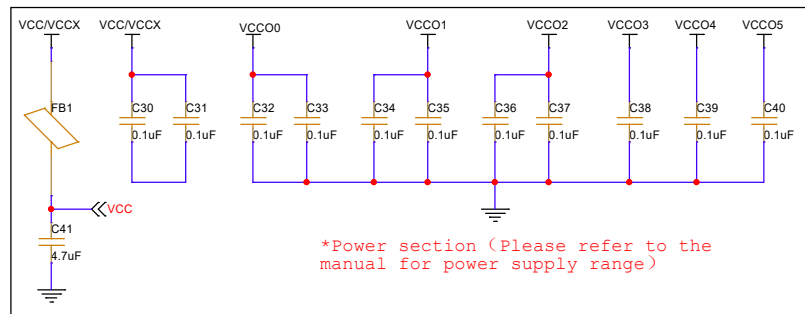 VCC/VCCX
VCC/VCCX
VCCO0
VCCO1
VCCO2
VCCO3
VCCO4
VCCO5
FB1
C30
0.1uF
C31
0.1uF
C32
0.1uF
C33
0.1uF
C34
0.1uF
C35
0.1uF
C36
0.1uF
C37
0.1uF
C38
0.1uF
C39
0.1uF
C40
0.1uF
VCC
C41
4.7uF
*Power section（Please refer to the
manual for power supply range）